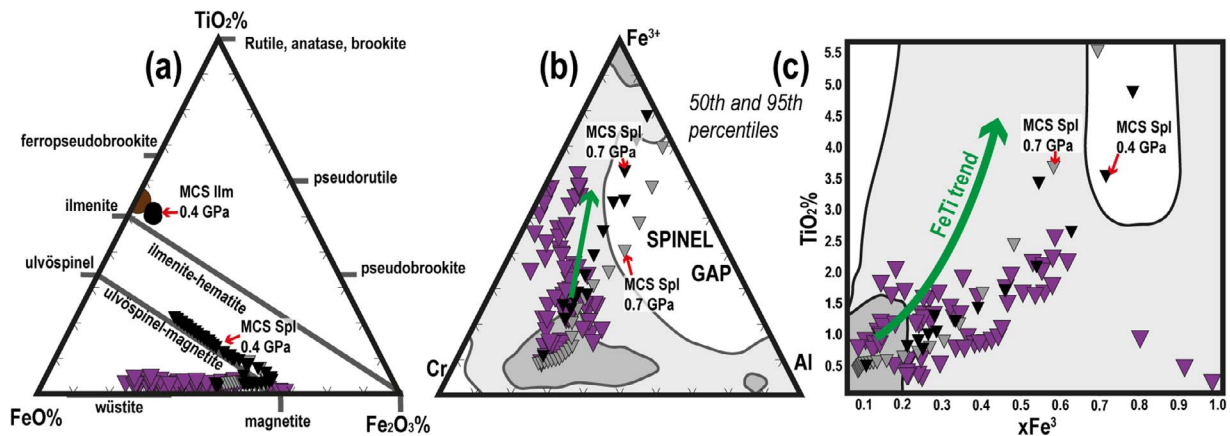 (a)
TiO₂%
Rutile, anatase, brookite
ferropseudobrookite
pseudorutile
MCS Ilm
0.4 GPa
ilmenite
ilmenite-hematite
ulvöspinel
pseudobrookite
ulvöspinel-magnetite
MCS Spl
0.4 GPa
FeO%
wüstite
magnetite
Fe₂O₃%
(b)
Fe³⁺
50th and 95th
percentiles
MCS Spl
0.7 GPa
SPINEL
GAP
MCS Spl
0.7 GPa
Cr
Al
(c)
TiO₂%
5.5
5.0
4.5
4.0
3.5
3.0
2.5
2.0
1.5
1.0
0.5
FeTi trend
MCS Spl
0.7 GPa
MCS Spl
0.4 GPa
0.1 0.2 0.3 0.4 0.5 0.6 0.7 0.8 0.9 1.0
xFe³